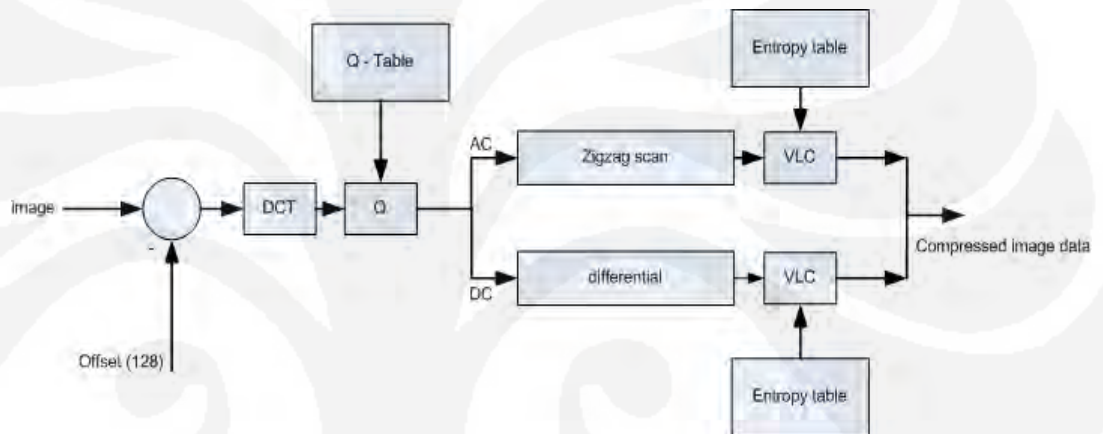 Entropy table
Q - Table
AC
Zigzag scan
VLC
image
DCT
Q
Compressed image data
-
differential
VLC
DC
Offset (128)
Entropy table